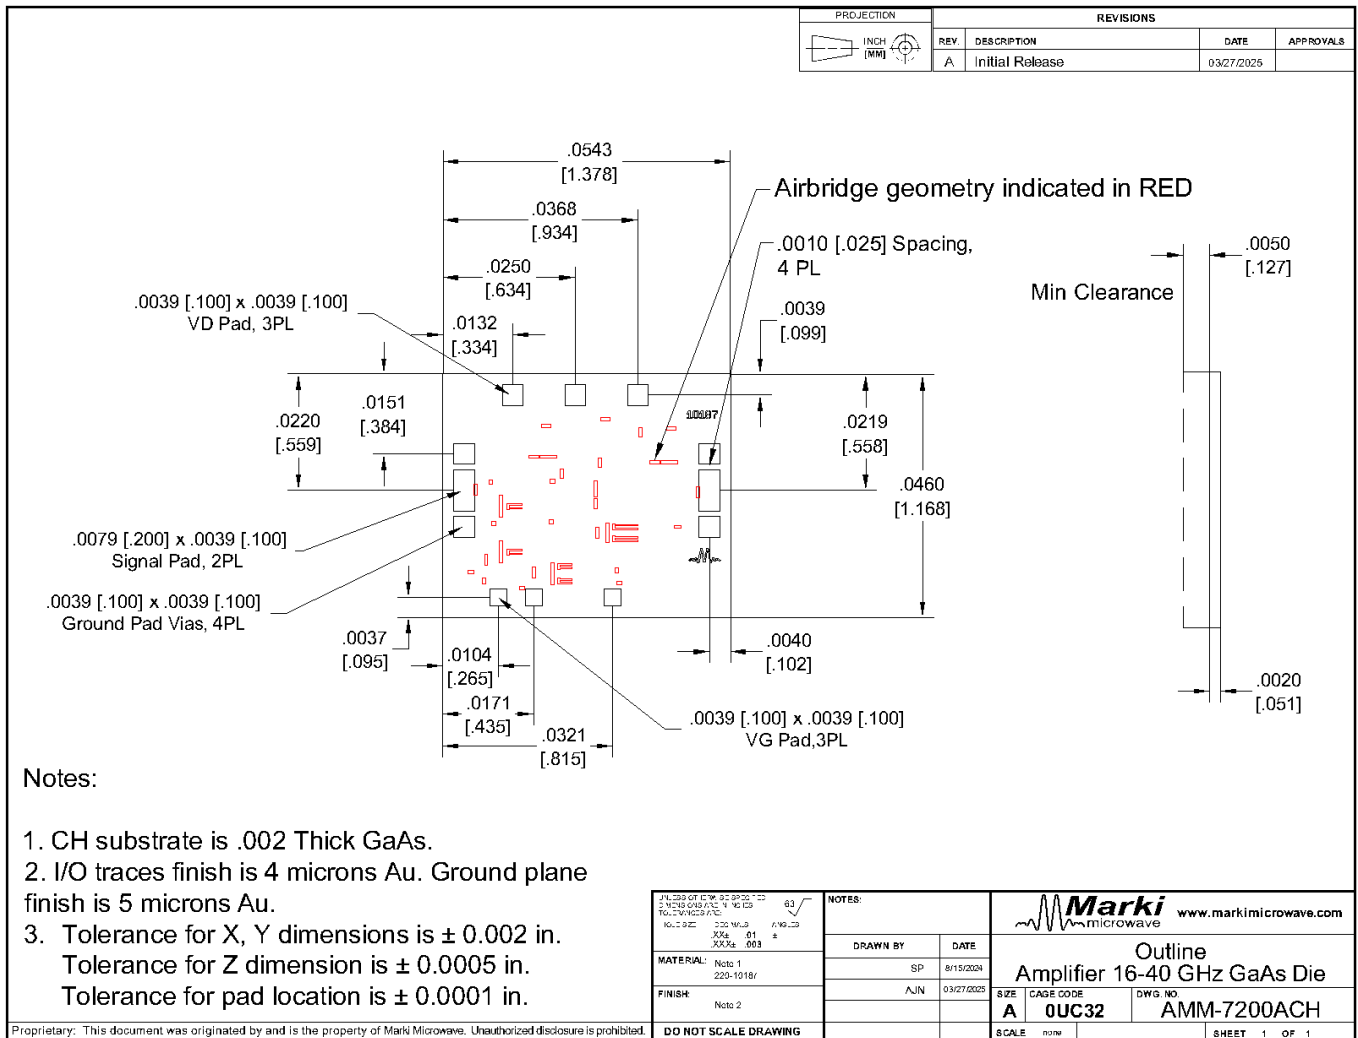 PROJECTION
INCH
[MM]
REVISIONS
REV. DESCRIPTION DATE APPROVALS
A Initial Release 03/27/2025
.0543
[1.378]
Airbridge geometry indicated in RED
.0368
[.934]
.0010 [.025] Spacing,
4 PL
.0050
[.127]
Min Clearance
.0250
[.634]
.0039 [.100] x .0039 [.100]
VD Pad, 3PL
.0132
[.334]
.0039
[.099]
.0151
[.384]
.0220
[.559]
.0219
[.558]
.0460
[1.168]
.0079 [.200] x .0039 [.100]
Signal Pad, 2PL
.0039 [.100] x .0039 [.100]
Ground Pad Vias, 4PL
.0037
[.095]
.0104
[.265]
.0171
[.435]
.0321
[.815]
.0040
[.102]
.0039 [.100] x .0039 [.100]
VG Pad,3PL
.0020
[.051]
Notes:
1. CH substrate is .002 Thick GaAs.
2. I/O traces finish is 4 microns Au. Ground plane
finish is 5 microns Au.
3. Tolerance for X, Y dimensions is ± 0.002 in.
Tolerance for Z dimension is ± 0.0005 in.
Tolerance for pad location is ± 0.0001 in.
Proprietary: This document was originated by and is the property of Marki Microwave. Unauthorized disclosure is prohibited.
63
.XX± .01 ±
.XXX± .003
MATERIAL: Note 1
FINISH:
Note 2
DO NOT SCALE DRAWING
NOTES:
DRAWN BY DATE
SP 8/15/2024
AJN 03/27/2025
Marki
microwave
www.markimicrowave.com
Outline
Amplifier 16-40 GHz GaAs Die
SIZE CAGE CODE DWG. NO.
A 0UC32 AMM-7200ACH
SCALE none SHEET 1 OF 1